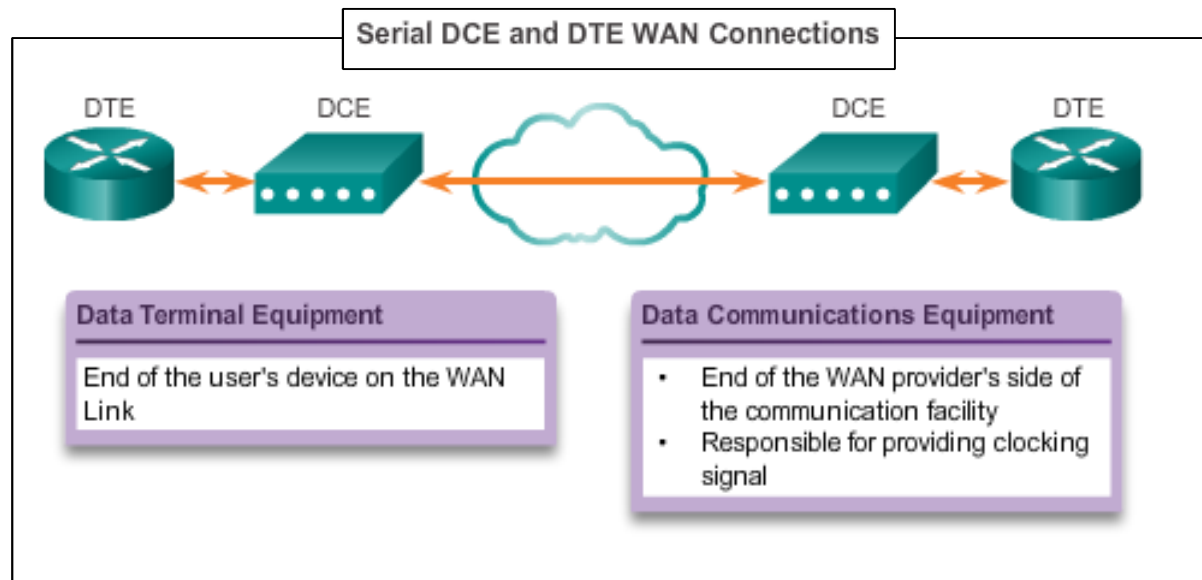 Serial DCE and DTE WAN Connections
DTE
DCE
DCE
DTE
Data Terminal Equipment
End of the user's device on the WAN
Link
Data Communications Equipment
• End of the WAN provider's side of
the communication facility
• Responsible for providing clocking
signal